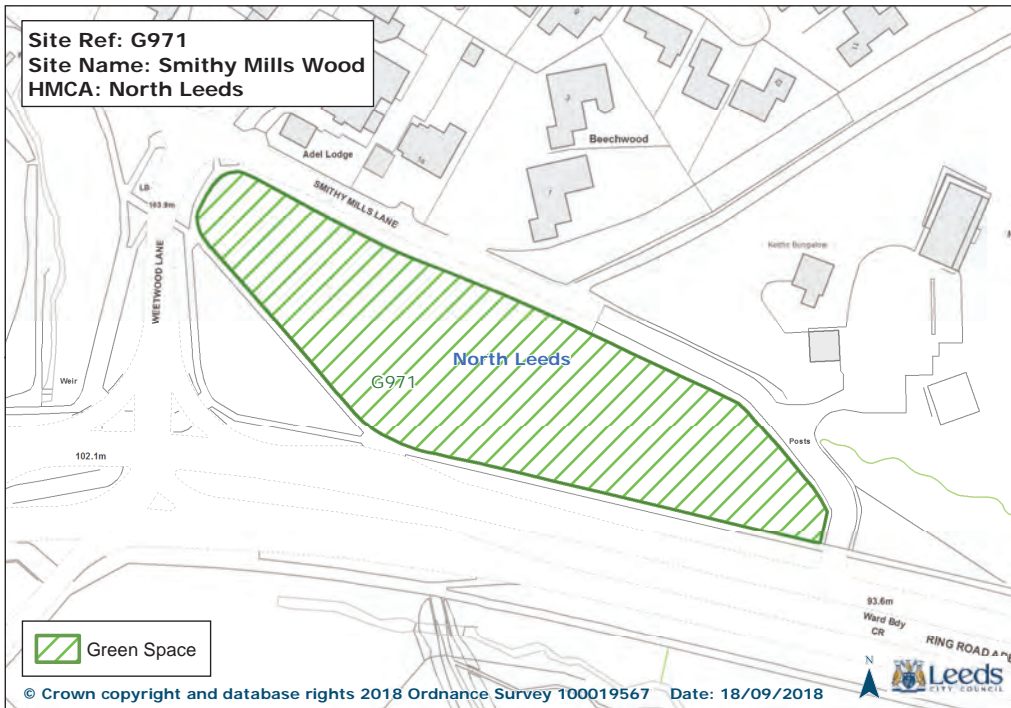 Site Ref: G971
Site Name: Smithy Mills Wood
HMCA: North Leeds
Beechwood
Adel Lodge
SMITHY MILLS LANE
LB
103.9m
WEETWOOD LANE
North Leeds
G971
Weir
102.1m
Posts
93.6m
Ward Bdy
CR
RING ROAD
Green Space
N
Leeds
CITY COUNCIL
© Crown copyright and database rights 2018 Ordnance Survey 100019567 Date: 18/09/2018